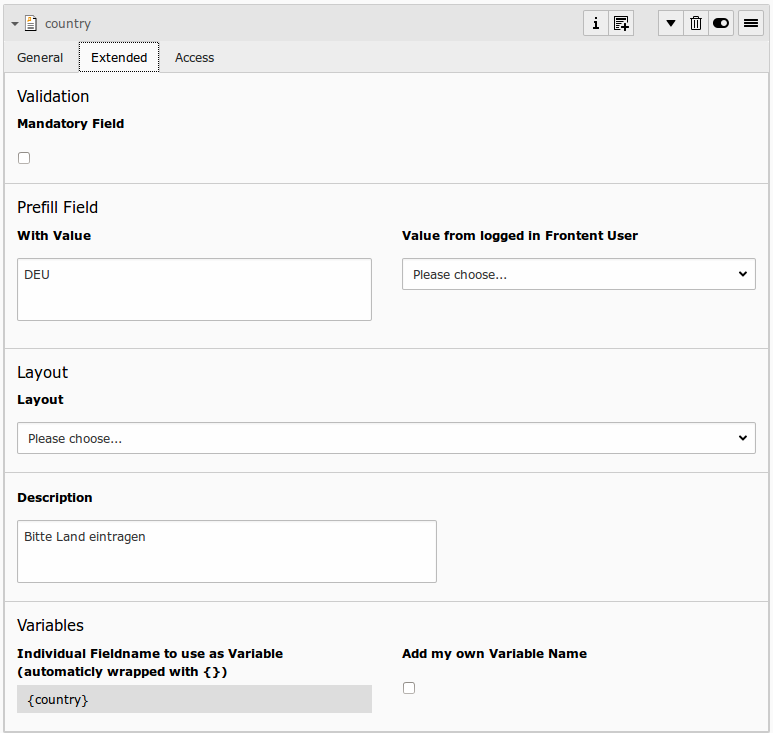 country
General Extended Access
Validation
Mandatory Field
Prefill Field
With Value
Value from logged in Frontent User
DEU
Please choose...
Layout
Layout
Please choose...
Description
Bitte Land eintragen
Variables
Individual Fieldname to use as Variable
(automaticly wrapped with {})
Add my own Variable Name
{country}